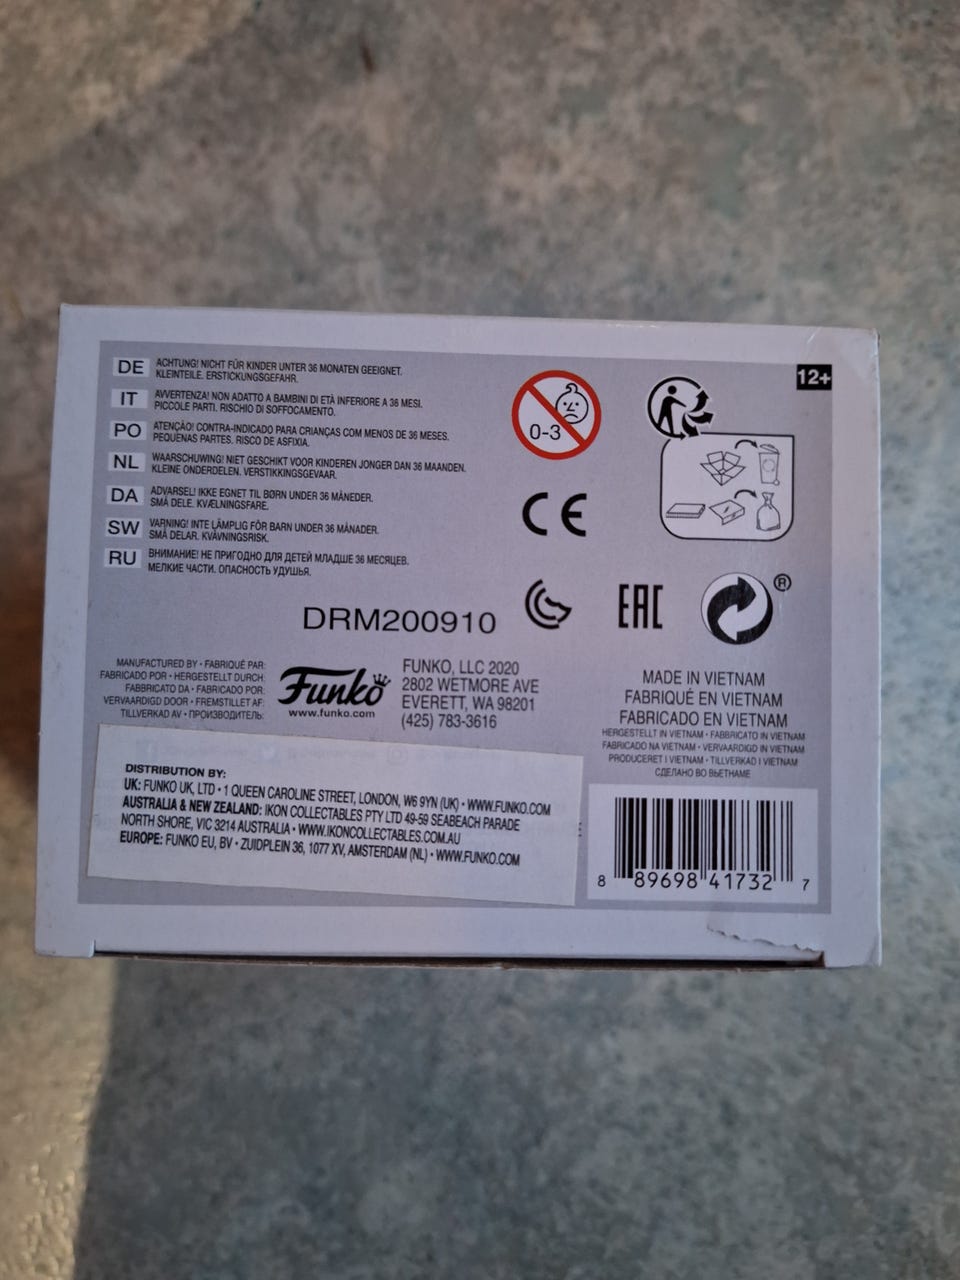 DE ACHTUNG! NICHT FÜR KINDER UNTER 36 MONATEN GEEIGNET.
KLEINTEILE. ERSTICKUNGSGEFAHR.
IT AVVERTENZA! NON ADATTO A BAMBINI DI ETÀ INFERIORE A 36 MESI.
PICCOLE PARTI. RISCHIO DI SOFFOCAMENTO.
PO ATENÇÃO! CONTRA-INDICADO PARA CRIANÇAS COM MENOS DE 36 MESES.
PEQUENAS PARTES. RISCO DE ASFIXIA.
NL WAARSCHUWING! NIET GESCHIKT VOOR KINDEREN JONGER DAN 36 MAANDEN.
KLEINE ONDERDELEN. VERSTIKKINGSGEVAAR.
DA ADVARSEL! IKKE EGNET TIL BØRN UNDER 36 MÅNEDER.
SMÅ DELE. KVÆLNINGSFARE.
SW VARNING! INTE LÄMPLIG FÖR BARN UNDER 36 MÅNADER.
SMÅ DELAR. KVÄVNINGSRISK.
RU ВНИМАНИЕ! НЕ ПРИГОДНО ДЛЯ ДЕТЕЙ МЛАДШЕ 36 МЕСЯЦЕВ.
МЕЛКИЕ ЧАСТИ. ОПАСНОСТЬ УДУШЬЯ.
0-3
12+
CE
DRM200910
EAC
®
MANUFACTURED BY • FABRIQUÉ PAR:
FABRICADO POR • HERGESTELLT DURCH:
FABBRICATO DA • FABRICADO POR:
VERVAARDIGD DOOR • FREMSTILLET AF:
TILLVERKAD AV • ПРОИЗВОДИТЕЛЬ:
Funko
www.funko.com
FUNKO, LLC 2020
2802 WETMORE AVE
EVERETT, WA 98201
(425) 783-3616
MADE IN VIETNAM
FABRIQUÉ EN VIETNAM
FABRICADO EN VIETNAM
HERGESTELLT IN VIETNAM • FABBRICATO IN VIETNAM
FABRICADO NA VIETNAM • VERVAARDIGD IN VIETNAM
PRODUCERET I VIETNAM • TILLVERKAD I VIETNAM
СДЕЛАНО ВО ВЬЕТНАМЕ
DISTRIBUTION BY:
UK: FUNKO UK, LTD • 1 QUEEN CAROLINE STREET, LONDON, W6 9YN (UK) • WWW.FUNKO.COM
AUSTRALIA & NEW ZEALAND: IKON COLLECTABLES PTY LTD 49-59 SEABEACH PARADE
NORTH SHORE, VIC 3214 AUSTRALIA • WWW.IKONCOLLECTABLES.COM.AU
EUROPE: FUNKO EU, BV • ZUIDPLEIN 36, 1077 XV, AMSTERDAM (NL) • WWW.FUNKO.COM
8 89698 41732 7